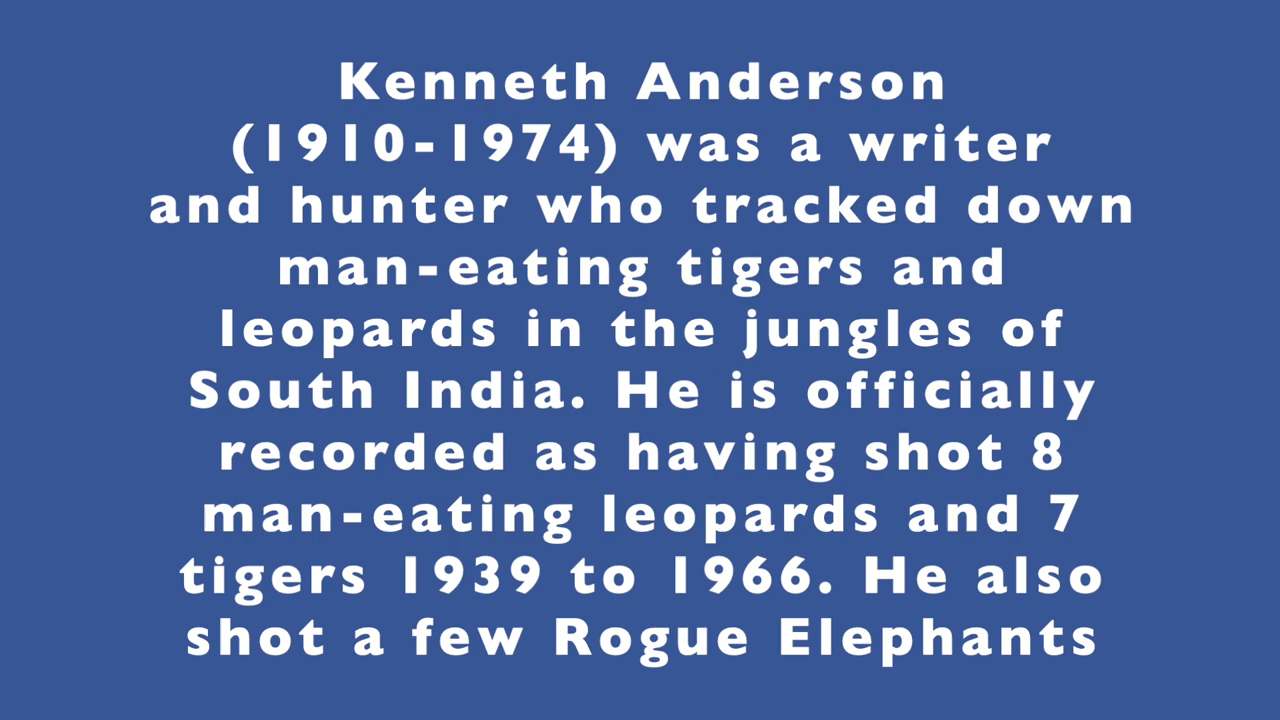 Kenneth Anderson
(1910-1974) was a writer
and hunter who tracked down
man-eating tigers and
leopards in the jungles of
South India. He is officially
recorded as having shot 8
man-eating leopards and 7
tigers 1939 to 1966. He also
shot a few Rogue Elephants